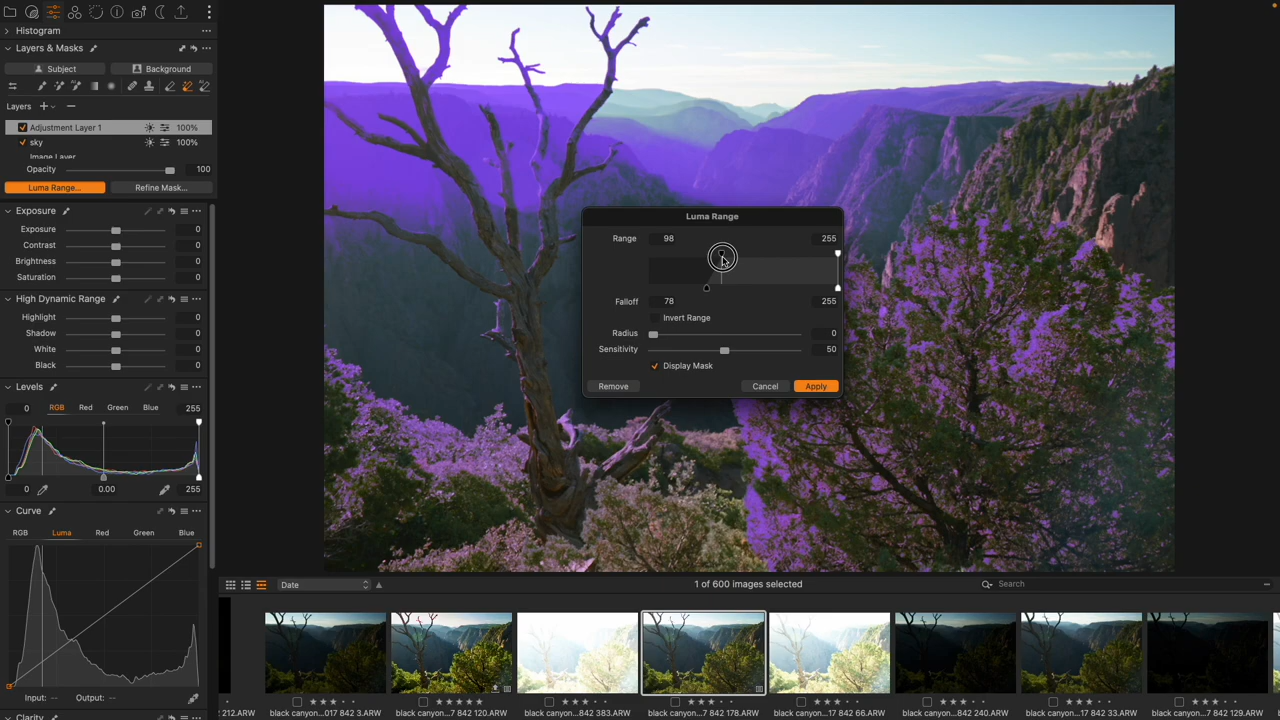 Histogram
Layers & Masks
Subject
Background
Layers
Adjustment Layer 1
100%
sky
100%
Image Layer
Opacity
100
Luma Range...
Refine Mask...
Exposure
Exposure
0
Contrast
0
Brightness
0
Saturation
0
High Dynamic Range
Highlight
0
Shadow
0
White
0
Black
0
Levels
0
RGB
Red
Green
Blue
255
0
0.00
255
Curve
RGB
Luma
Red
Green
Blue
Input: --
Output: --
Clarity
Luma Range
Range
98
255
Falloff
78
255
Invert Range
Radius
0
Sensitivity
50
Display Mask
Remove
Cancel
Apply
Date
1 of 600 images selected
Search
212.ARW
black canyon...017 842 3.ARW
black canyon...7 842 120.ARW
black canyon...842 383.ARW
black canyon...7 842 178.ARW
black canyon...17 842 66.ARW
black canyon...842 240.ARW
black canyon...17 842 33.ARW
black canyon...7 842 129.ARW